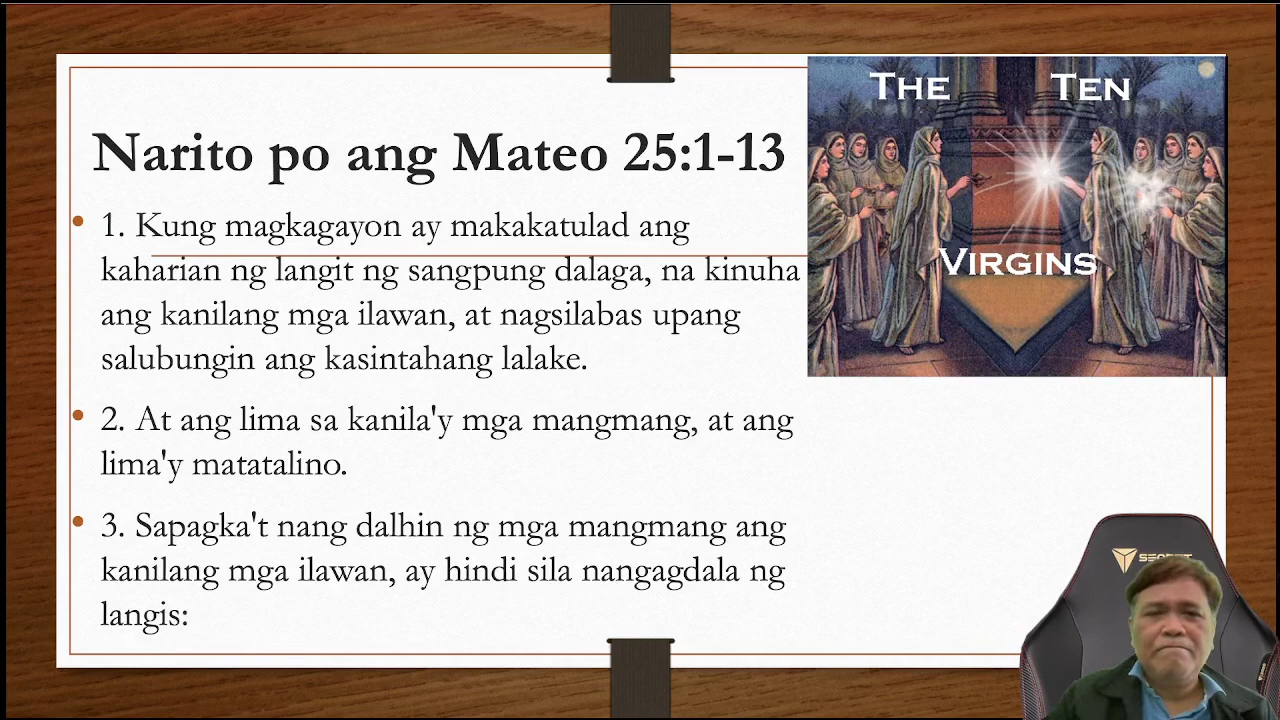 Narito po ang Mateo 25:1-13
• 1. Kung magkagayon ay makakatulad ang
kaharian ng langit ng sangpung dalaga, na kinuha
ang kanilang mga ilawan, at nagsilabas upang
salubungin ang kasintahang lalake.
• 2. At ang lima sa kanila'y mga mangmang, at ang
lima'y matatalino.
• 3. Sapagka't nang dalhin ng mga mangmang ang
kanilang mga ilawan, ay hindi sila nangagdala ng
langis:
THE TEN
VIRGINS